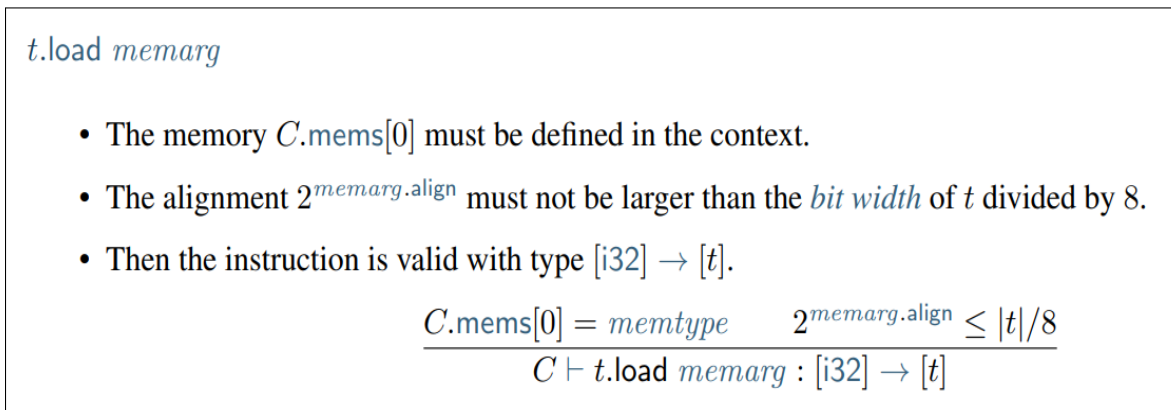 t.load memarg
• The memory C.mems[0] must be defined in the context.
• The alignment 2^memarg.align must not be larger than the bit width of t divided by 8.
• Then the instruction is valid with type [i32] → [t].
C.mems[0] = memtype 2^memarg.align ≤ |t|/8
C ⊢ t.load memarg : [i32] → [t]